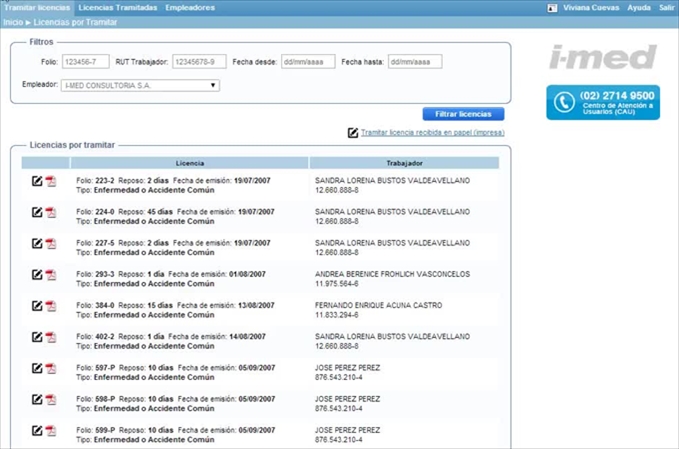 Tramitar licencias Licencias Tramitadas Empleadores Viviana Cuevas Ayuda Salir
Inicio ▸ Licencias por Tramitar
Filtros
Folio: 123456-7 RUT Trabajador: 12345678-9 Fecha desde: dd/mm/aaaa Fecha hasta: dd/mm/aaaa
Empleador: I-MED CONSULTORIA S.A.
i-med
(02) 2714 9500
Centro de Atención a
Usuarios (CAU)
Filtrar licencias
Tramitar licencia recibida en papel (impresa)
Licencias por tramitar
Licencia Trabajador
Folio: 223-2 Reposo: 2 días Fecha de emisión: 19/07/2007 SANDRA LORENA BUSTOS VALDEAVELLANO
Tipo: Enfermedad o Accidente Común 12.660.888-8
Folio: 224-0 Reposo: 45 días Fecha de emisión: 19/07/2007 SANDRA LORENA BUSTOS VALDEAVELLANO
Tipo: Enfermedad o Accidente Común 12.660.888-8
Folio: 227-5 Reposo: 2 días Fecha de emisión: 19/07/2007 SANDRA LORENA BUSTOS VALDEAVELLANO
Tipo: Enfermedad o Accidente Común 12.660.888-8
Folio: 293-3 Reposo: 1 día Fecha de emisión: 01/08/2007 ANDREA BERENICE FROHLICH VASCONCELOS
Tipo: Enfermedad o Accidente Común 11.975.564-6
Folio: 384-0 Reposo: 15 días Fecha de emisión: 13/08/2007 FERNANDO ENRIQUE ACUNA CASTRO
Tipo: Enfermedad o Accidente Común 11.833.294-6
Folio: 402-2 Reposo: 1 día Fecha de emisión: 14/08/2007 SANDRA LORENA BUSTOS VALDEAVELLANO
Tipo: Enfermedad o Accidente Común 12.660.888-8
Folio: 597-P Reposo: 10 días Fecha de emisión: 05/09/2007 JOSE PEREZ PEREZ
Tipo: Enfermedad o Accidente Común 876.543.210-4
Folio: 598-P Reposo: 10 días Fecha de emisión: 05/09/2007 JOSE PEREZ PEREZ
Tipo: Enfermedad o Accidente Común 876.543.210-4
Folio: 599-P Reposo: 10 días Fecha de emisión: 05/09/2007 JOSE PEREZ PEREZ
Tipo: Enfermedad o Accidente Común 876.543.210-4